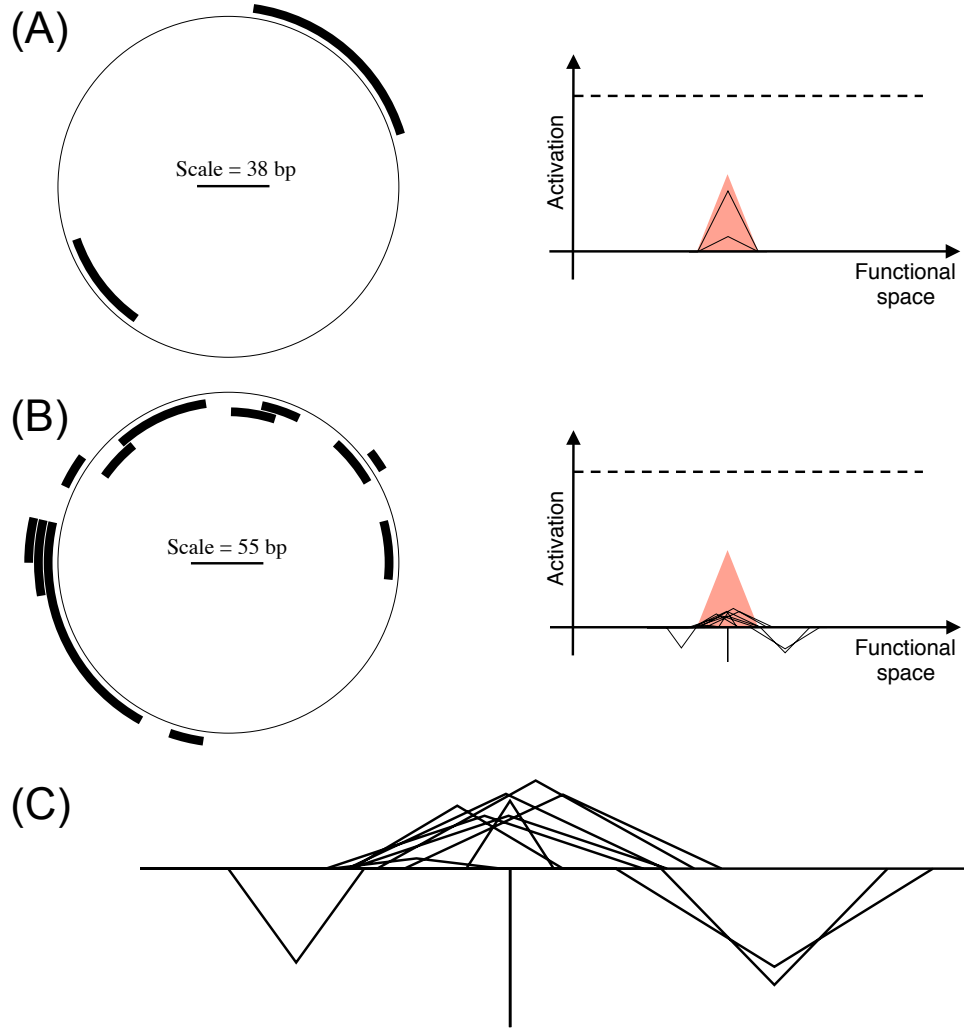 (A)
Scale = 38 bp
Activation
Functional
space
(B)
Scale = 55 bp
Activation
Functional
space
(C)